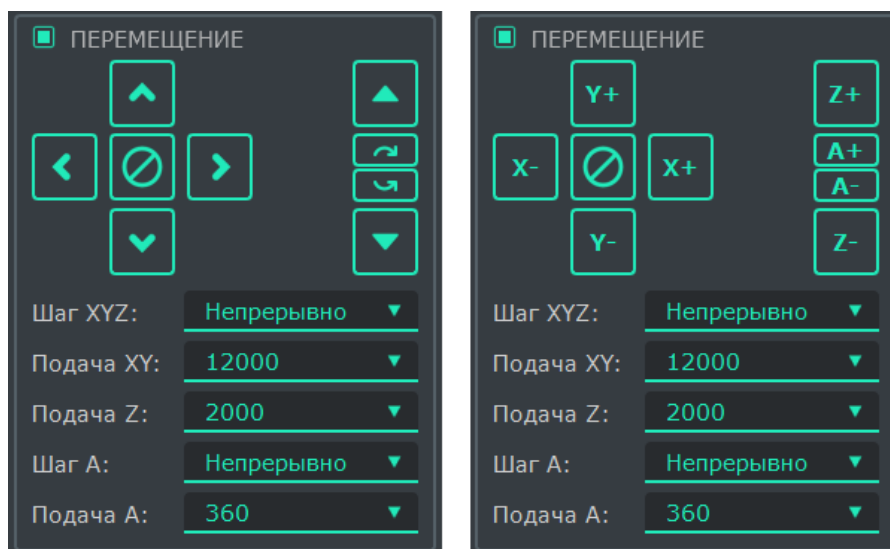 ПЕРЕМЕЩЕНИЕ
Шаг XYZ: Непрерывно
Подача XY: 12000
Подача Z: 2000
Шаг A: Непрерывно
Подача A: 360
ПЕРЕМЕЩЕНИЕ
Y+ Z+
X- X+ A+
A-
Y- Z-
Шаг XYZ: Непрерывно
Подача XY: 12000
Подача Z: 2000
Шаг A: Непрерывно
Подача A: 360